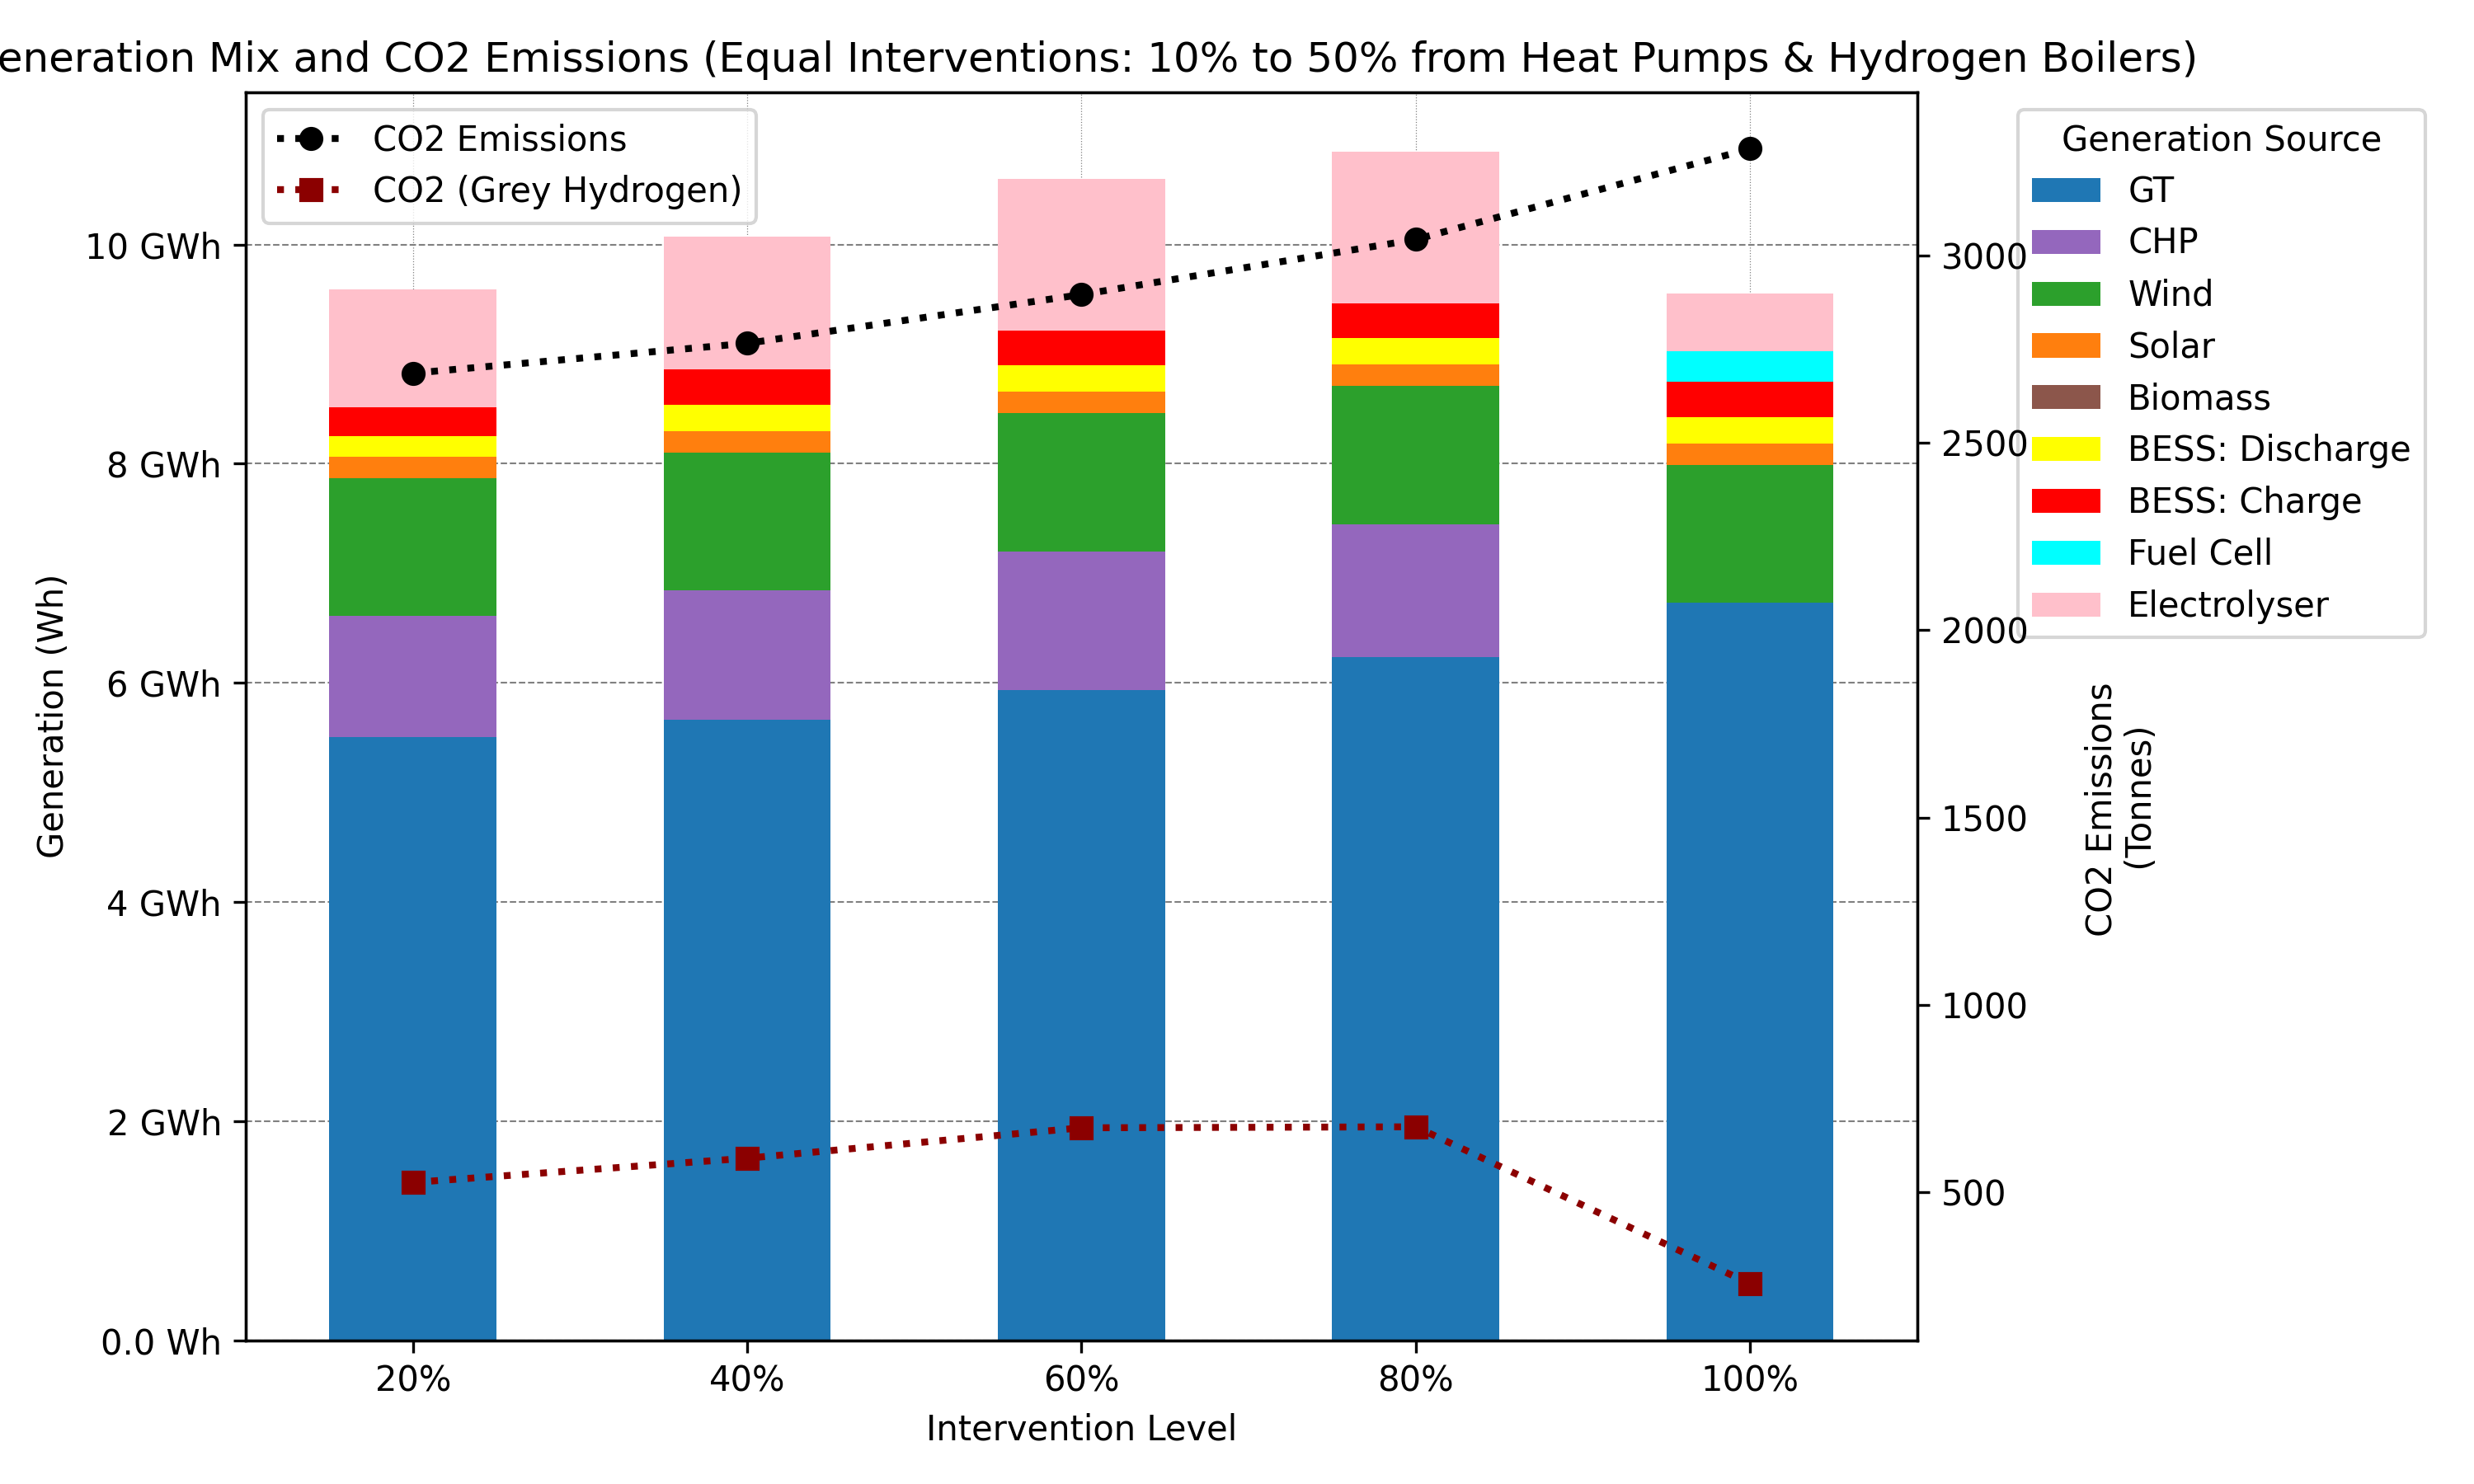 eneration Mix and CO2 Emissions (Equal Interventions: 10% to 50% from Heat Pumps & Hydrogen Boilers)
CO2 Emissions
CO2 (Grey Hydrogen)
Generation Source
GT
CHP
Wind
Solar
Biomass
BESS: Discharge
BESS: Charge
Fuel Cell
Electrolyser
10 GWh
8 GWh
6 GWh
4 GWh
2 GWh
0.0 Wh
Generation (Wh)
3000
2500
2000
1500
1000
500
CO2 Emissions
(Tonnes)
20%
40%
60%
80%
100%
Intervention Level